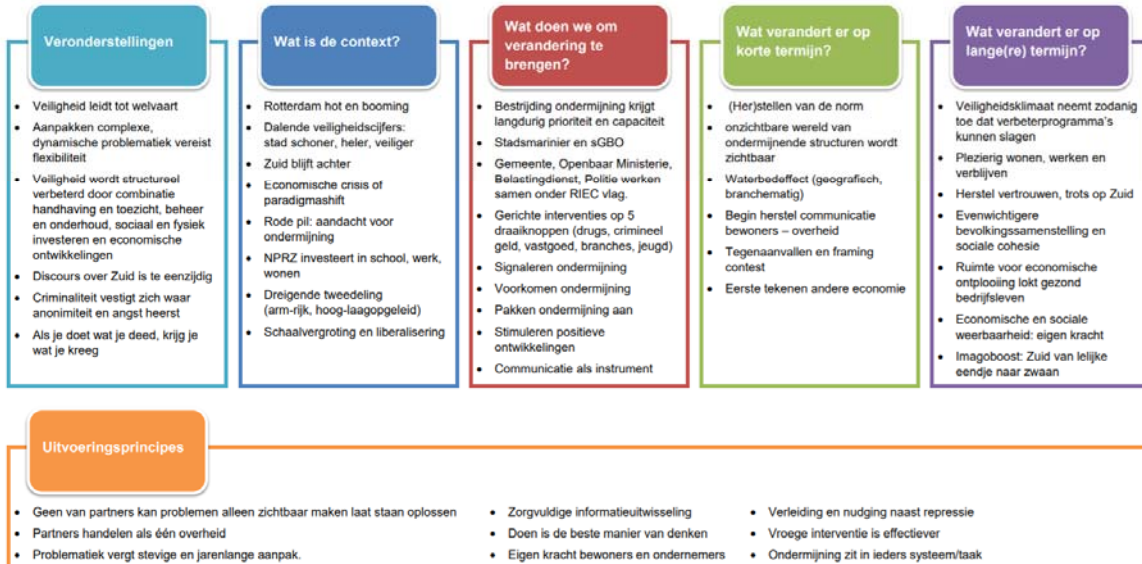 Veronderstellingen
• Veiligheid leidt tot welvaart
• Aanpakken complexe,
dynamische problematiek vereist
flexibiliteit
• Veiligheid wordt structureel
verbeterd door combinatie
handhaving en toezicht, beheer
en onderhoud, sociaal en fysiek
investeren en economische
ontwikkelingen
• Discours over Zuid is te eenzijdig
• Criminaliteit vestigt zich waar
anonimiteit en angst heerst
• Als je doet wat je deed, krijg je
wat je kreeg
Wat is de context?
• Rotterdam hot en booming
• Dalende veiligheidscijfers:
stad schoner, heler, veiliger
• Zuid blijft achter
• Economische crisis of
paradigmashift
• Rode pil: aandacht voor
ondermijning
• NPRZ investeert in school, werk,
wonen
• Dreigende tweedeling
(arm-rijk, hoog-laagopgeleid)
• Schaalvergroting en liberalisering
Wat doen we om
verandering te
brengen?
• Bestrijding ondermijning krijgt
langdurig prioriteit en capaciteit
• Stadsmarinier en sGBO
• Gemeente, Openbaar Ministerie,
Belastingdienst, Politie werken
samen onder RIEC vlag.
• Gerichte interventies op 5
draaiknoppen (drugs, crimineel
geld, vastgoed, branches, jeugd)
• Signaleren ondermijning
• Voorkomen ondermijning
• Pakken ondermijning aan
• Stimuleren positieve
ontwikkelingen
• Communicatie als instrument
Wat verandert er op
korte termijn?
• (Her)stellen van de norm
• onzichtbare wereld van
ondermijnende structuren wordt
zichtbaar
• Waterbedeffect (geografisch,
branchematig)
• Begin herstel communicatie
bewoners – overheid
• Tegenaanvallen en framing
contest
• Eerste tekenen andere economie
Wat verandert er op
lange(re) termijn?
• Veiligheidsklimaat neemt zodanig
toe dat verbeterprogramma's
kunnen slagen
• Plezierig wonen, werken en
verblijven
• Herstel vertrouwen, trots op Zuid
• Evenwichtigere
bevolkingssamenstelling en
sociale cohesie
• Ruimte voor economische
ontplooiing lokt gezond
bedrijfsleven
• Economische en sociale
weerbaarheid: eigen kracht
• Imagoboost: Zuid van lelijke
eendje naar zwaan
Uitvoeringsprincipes
• Geen van partners kan problemen alleen zichtbaar maken laat staan oplossen
• Partners handelen als één overheid
• Problematiek vergt stevige en jarenlange aanpak.
• Zorgvuldige informatieuitwisseling
• Doen is de beste manier van denken
• Eigen kracht bewoners en ondernemers
• Verleiding en nudging naast repressie
• Vroege interventie is effectiever
• Ondermijning zit in ieders systeem/taak